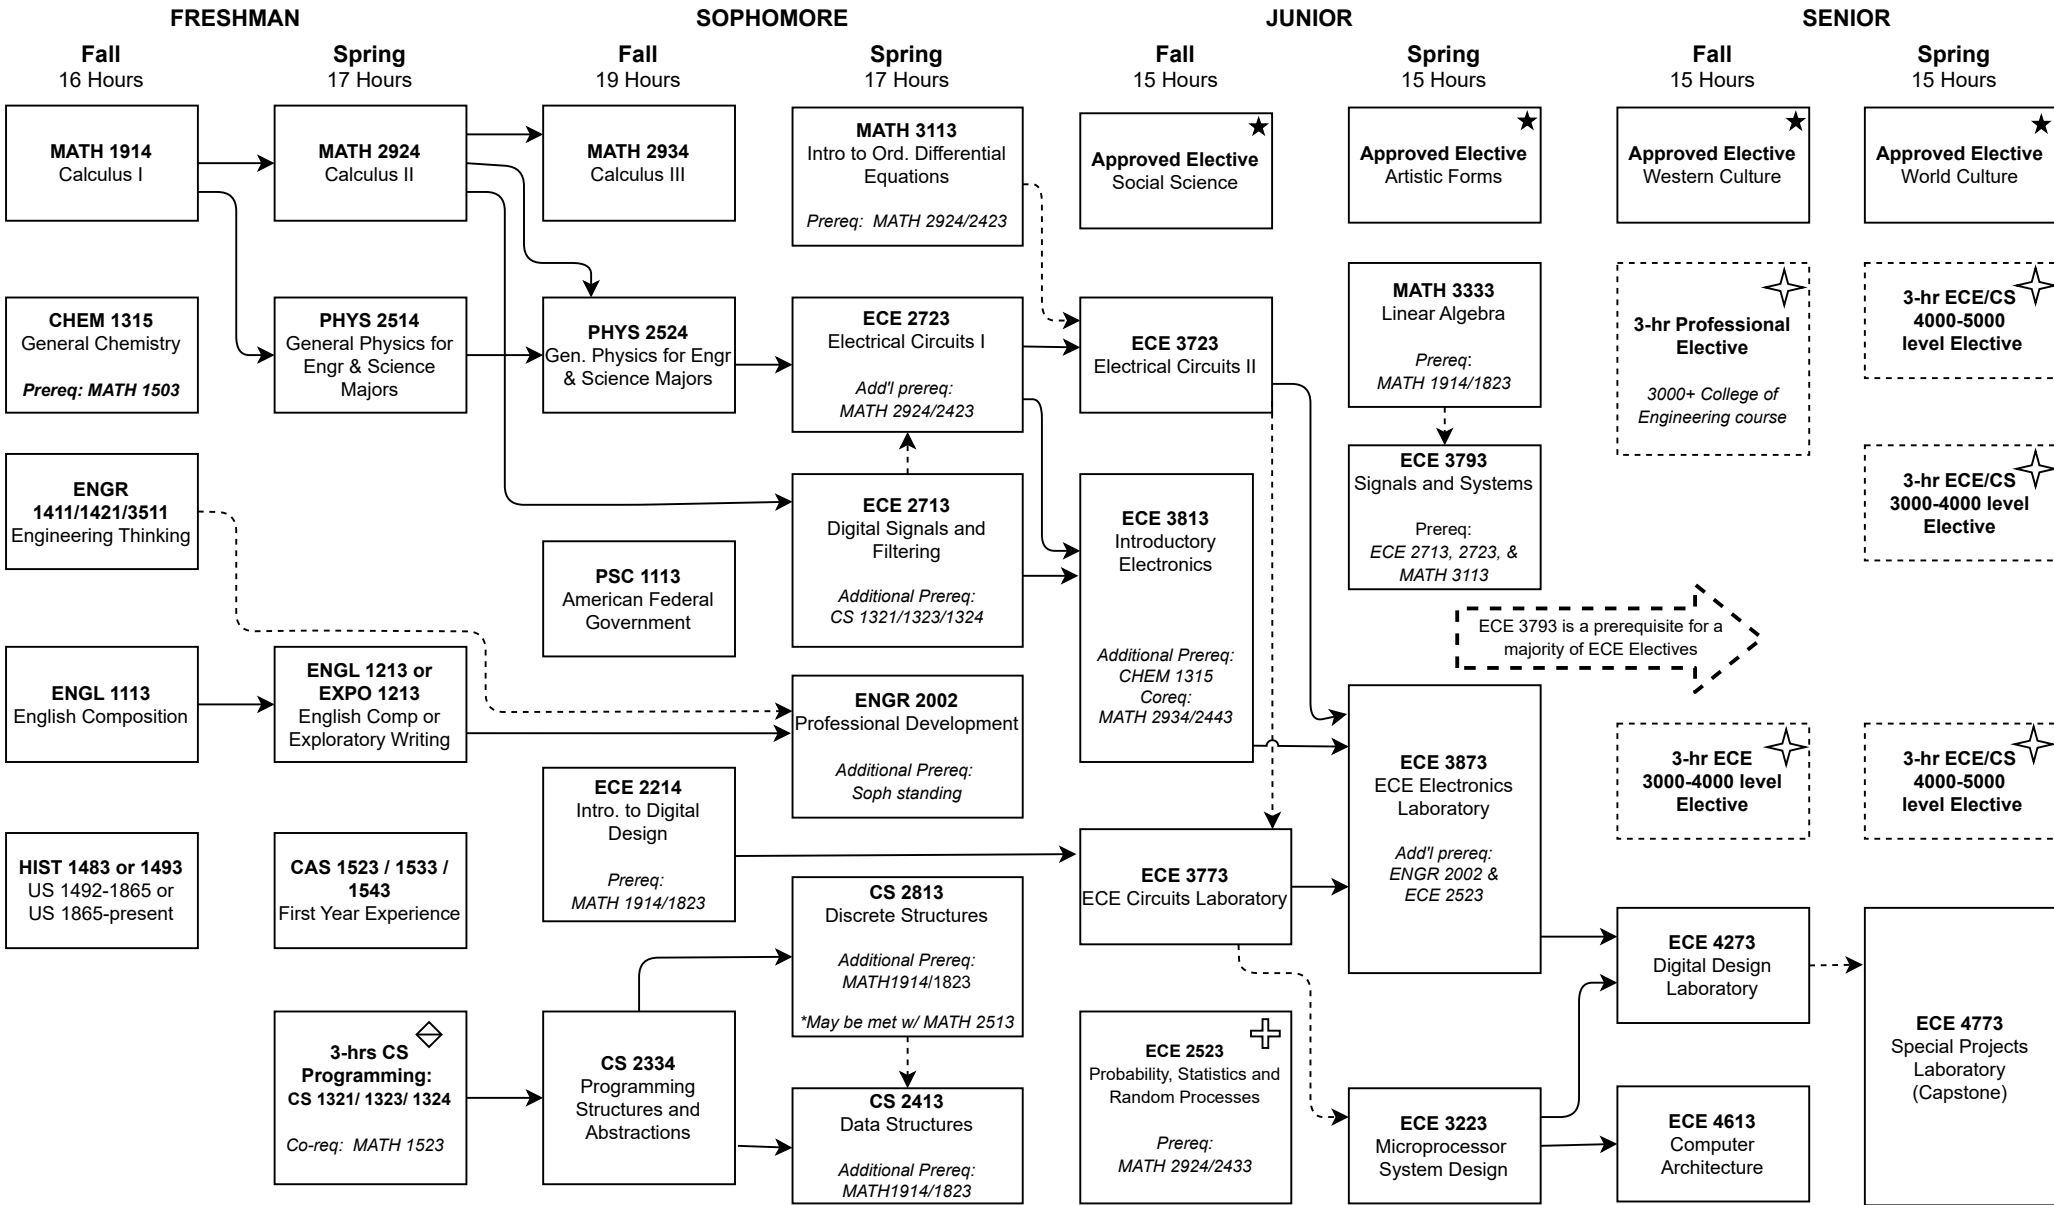 FRESHMAN
SOPHOMORE
JUNIOR
SENIOR
Fall
16 Hours
Spring
17 Hours
Fall
19 Hours
Spring
17 Hours
Fall
15 Hours
Spring
15 Hours
Fall
15 Hours
Spring
15 Hours
MATH 1914
Calculus I
CHEM 1315
General Chemistry
Prereq: MATH 1503
ENGR
1411/1421/3511
Engineering Thinking
ENGL 1113
English Composition
HIST 1483 or 1493
US 1492-1865 or
US 1865-present
MATH 2924
Calculus II
PHYS 2514
General Physics for
Engr & Science
Majors
ENGL 1213 or
EXPO 1213
English Comp or
Exploratory Writing
CAS 1523 / 1533 /
1543
First Year Experience
3-hrs CS
Programming:
CS 1321/ 1323/ 1324
Co-req: MATH 1523
MATH 2934
Calculus III
PHYS 2524
Gen. Physics for Engr
& Science Majors
PSC 1113
American Federal
Government
ECE 2214
Intro. to Digital
Design
Prereq:
MATH 1914/1823
CS 2334
Programming
Structures and
Abstractions
MATH 3113
Intro to Ord. Differential
Equations
Prereq: MATH 2924/2423
ECE 2723
Electrical Circuits I
Add'l prereq:
MATH 2924/2423
ECE 2713
Digital Signals and
Filtering
Additional Prereq:
CS 1321/1323/1324
ENGR 2002
Professional Development
Additional Prereq:
Soph standing
CS 2813
Discrete Structures
Additional Prereq:
MATH1914/1823
*May be met w/ MATH 2513
CS 2413
Data Structures
Additional Prereq:
MATH1914/1823
Approved Elective
Social Science
ECE 3723
Electrical Circuits II
ECE 3813
Introductory
Electronics
Additional Prereq:
CHEM 1315
Coreq:
MATH 2934/2443
ECE 3773
ECE Circuits Laboratory
ECE 2523
Probability, Statistics and
Random Processes
Prereq:
MATH 2924/2433
Approved Elective
Artistic Forms
MATH 3333
Linear Algebra
Prereq:
MATH 1914/1823
ECE 3793
Signals and Systems
Prereq:
ECE 2713, 2723, &
MATH 3113
ECE 3793 is a prerequisite for a
majority of ECE Electives
ECE 3873
ECE Electronics
Laboratory
Add'l prereq:
ENGR 2002 &
ECE 2523
ECE 3223
Microprocessor
System Design
Approved Elective
Western Culture
3-hr Professional
Elective
3000+ College of
Engineering course
3-hr ECE
3000-4000 level
Elective
ECE 4273
Digital Design
Laboratory
ECE 4613
Computer
Architecture
Approved Elective
World Culture
3-hr ECE/CS
4000-5000
level Elective
3-hr ECE/CS
3000-4000 level
Elective
3-hr ECE/CS
4000-5000
level Elective
ECE 4773
Special Projects
Laboratory
(Capstone)